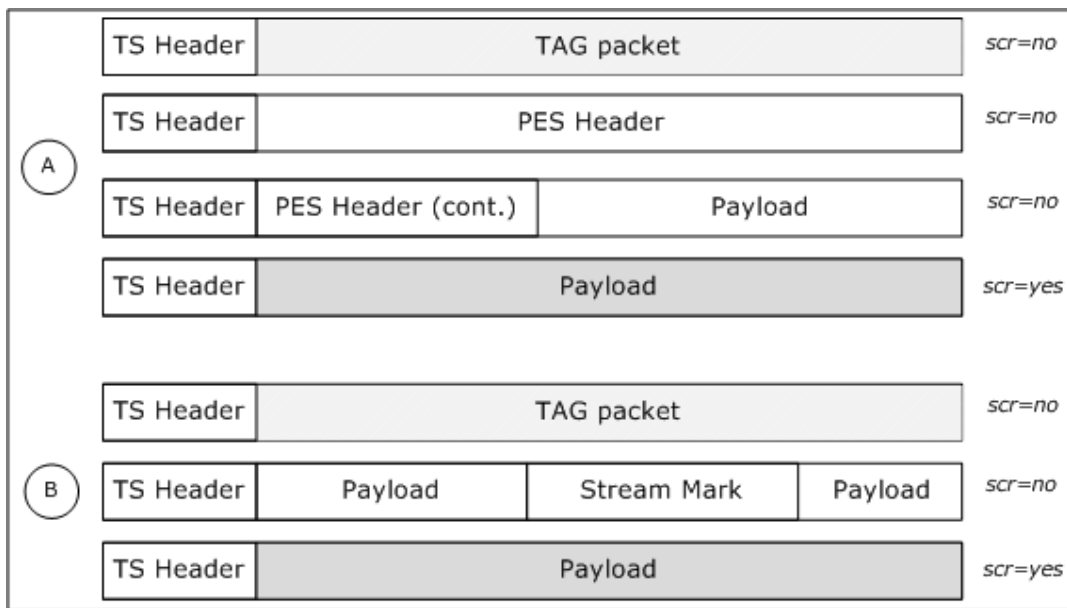 TS Header TAG packet scr=no
TS Header PES Header scr=no
A
TS Header PES Header (cont.) Payload scr=no
TS Header Payload scr=yes
TS Header TAG packet scr=no
B TS Header Payload Stream Mark Payload scr=no
TS Header Payload scr=yes